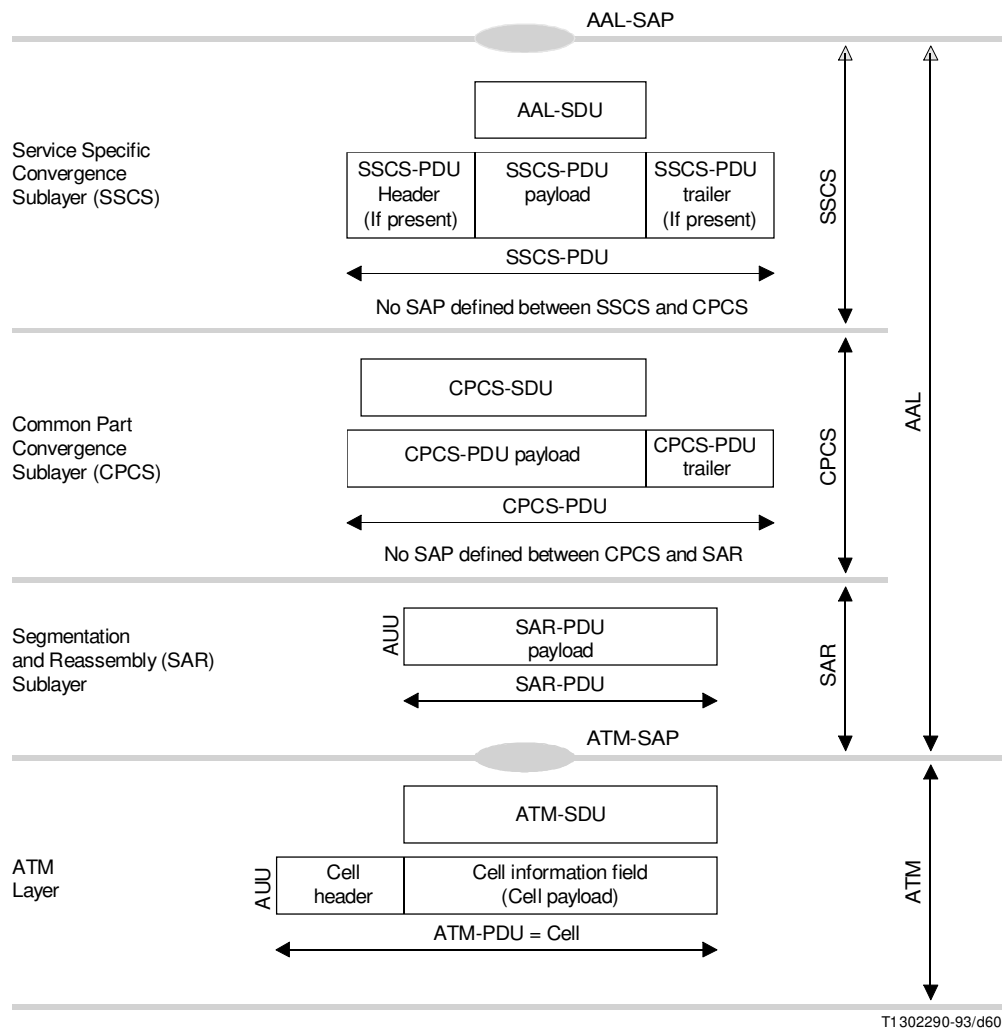 AAL-SAP
AAL-SDU
Service Specific
Convergence
Sublayer (SSCS)
SSCS-PDU
Header
(If present)
SSCS-PDU
payload
SSCS-PDU
trailer
(If present)
SSCS-PDU
No SAP defined between SSCS and CPCS
SSCS
CPCS-SDU
Common Part
Convergence
Sublayer (CPCS)
CPCS-PDU payload
CPCS-PDU
trailer
CPCS-PDU
No SAP defined between CPCS and SAR
CPCS
AAL
Segmentation
and Reassembly (SAR)
Sublayer
AUU
SAR-PDU
payload
SAR-PDU
SAR
ATM-SAP
ATM-SDU
ATM
Layer
AUU
Cell
header
Cell information field
(Cell payload)
ATM-PDU = Cell
ATM
T1302290-93/d60